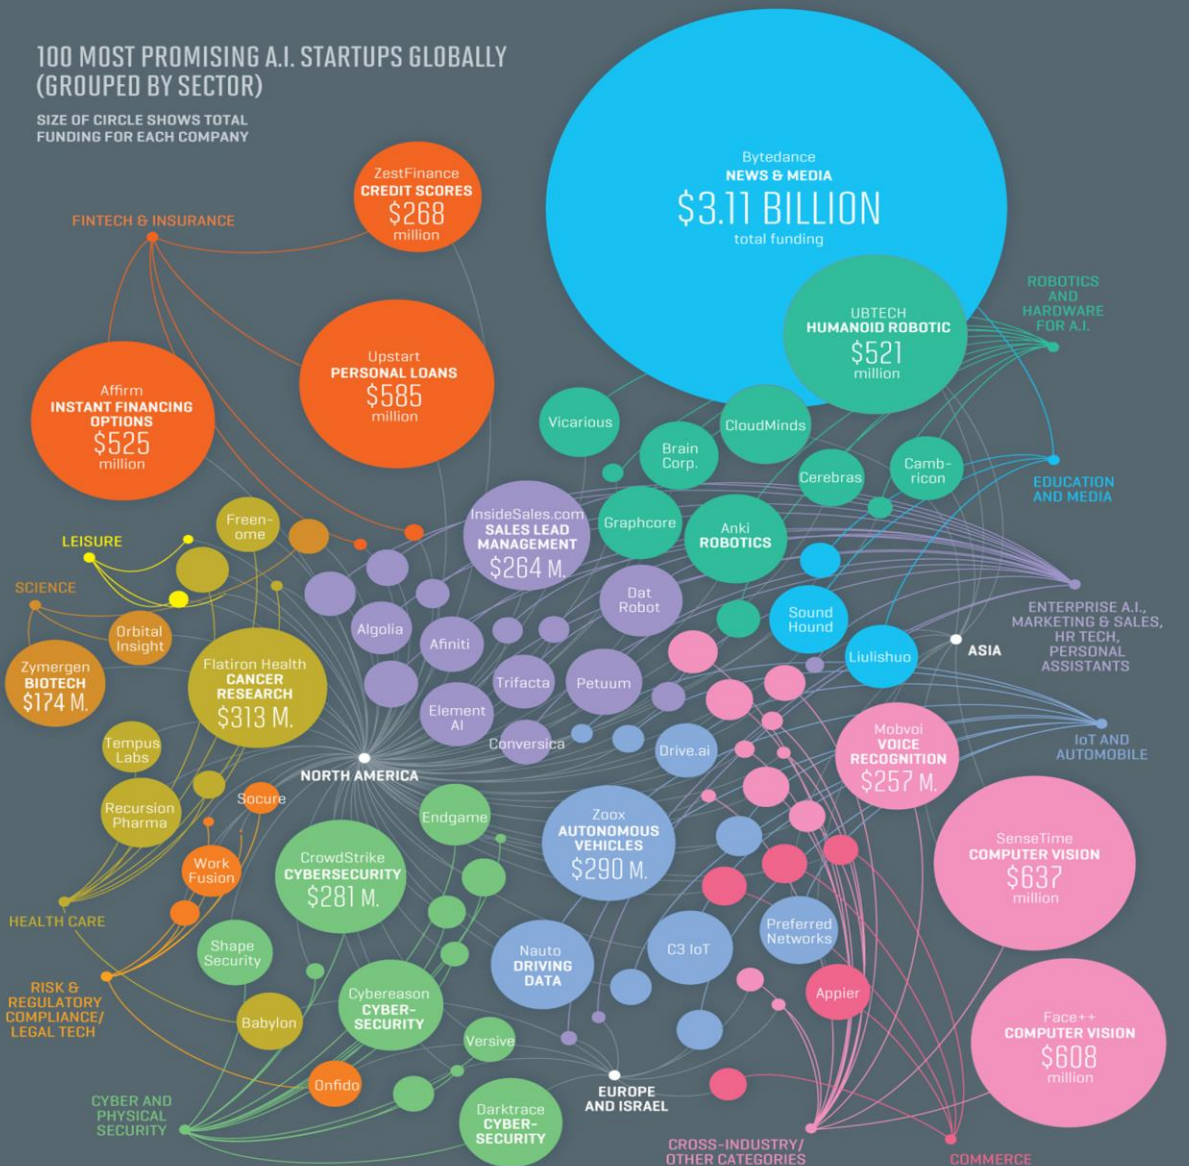 100 MOST PROMISING A.I. STARTUPS GLOBALLY
(GROUPED BY SECTOR)
SIZE OF CIRCLE SHOWS TOTAL
FUNDING FOR EACH COMPANY
Bytedance
NEWS & MEDIA
$3.11 BILLION
total funding
ZestFinance
CREDIT SCORES
$268
million
FINTECH & INSURANCE
ROBOTICS
AND
HARDWARE
FOR A.I.
UBTECH
HUMANOID ROBOTIC
$521
million
Upstart
PERSONAL LOANS
$585
million
Affirm
INSTANT FINANCING
OPTIONS
$525
million
Vicarious
CloudMinds
Brain
Corp.
Cerebras
Camb-
ricon
EDUCATION
AND MEDIA
InsideSales.com
SALES LEAD
MANAGEMENT
$264 M.
Graphcore
Anki
ROBOTICS
Freen-
ome
LEISURE
SCIENCE
Dat
Robot
Sound
Hound
ENTERPRISE A.I.,
MARKETING & SALES,
HR TECH,
PERSONAL
ASSISTANTS
Orbital
Insight
Algolia
Afiniti
ASIA
Liulishuo
Zymergen
BIOTECH
$174 M.
Flatiron Health
CANCER
RESEARCH
$313 M.
Trifacta
Petuum
Element
AI
Conversica
Drive.ai
Mobvoi
VOICE
RECOGNITION
$257 M.
IoT AND
AUTOMOBILE
Tempus
Labs
NORTH AMERICA
Recursion
Pharma
Socure
Endgame
Zoox
AUTONOMOUS
VEHICLES
$290 M.
SenseTime
COMPUTER VISION
$637
million
CrowdStrike
CYBERSECURITY
$281 M.
Work
Fusion
HEALTH CARE
Shape
Security
Nauto
DRIVING
DATA
C3 IoT
Preferred
Networks
RISK &
REGULATORY
COMPLIANCE/
LEGAL TECH
Cybereason
CYBER-
SECURITY
Appier
Babylon
Face++
COMPUTER VISION
$608
million
Versive
Onfido
EUROPE
AND ISRAEL
CYBER AND
PHYSICAL
SECURITY
Darktrace
CYBER-
SECURITY
CROSS-INDUSTRY/
OTHER CATEGORIES
COMMERCE